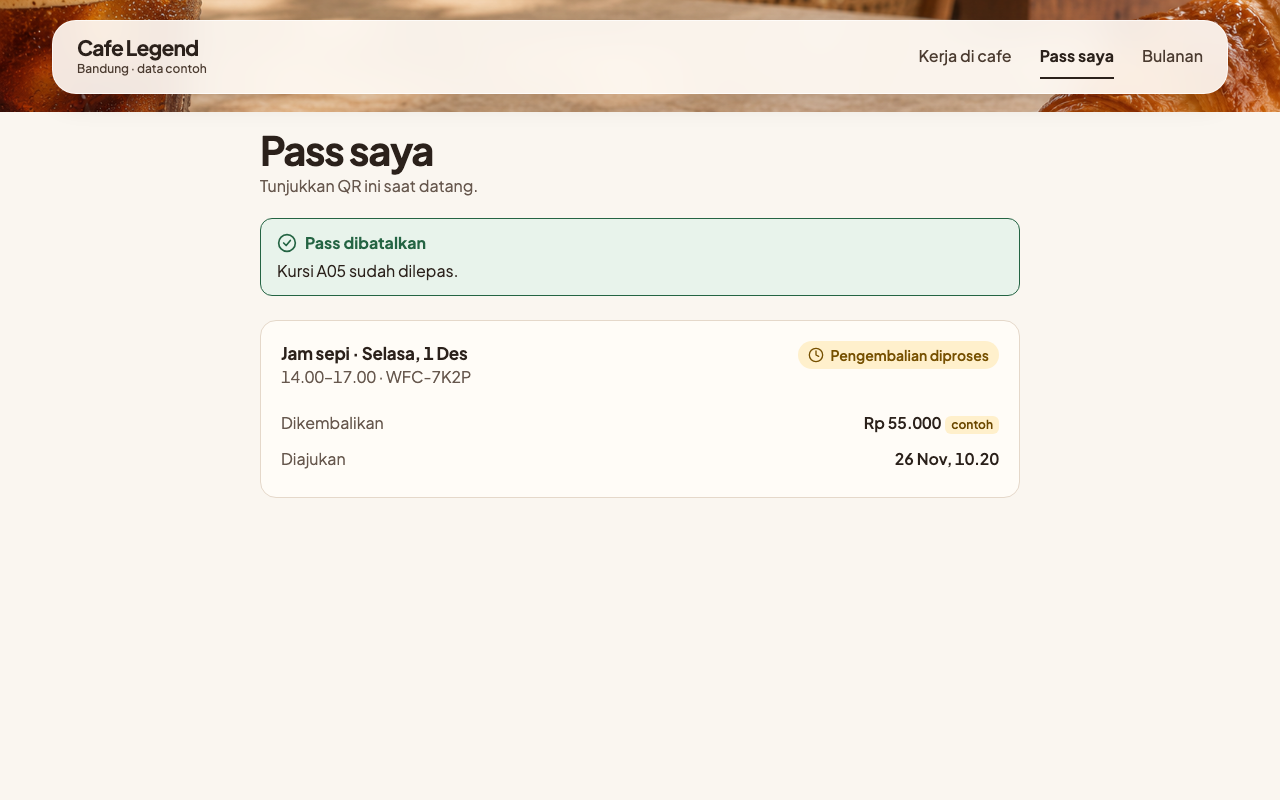 Cafe Legend
Bandung · data contoh
Kerja di cafe
Pass saya
Bulanan
Pass saya
Tunjukkan QR ini saat datang.
Pass dibatalkan
Kursi A05 sudah dilepas.
Jam sepi · Selasa, 1 Des
Pengembalian diproses
14.00–17.00 · WFC-7K2P
Dikembalikan
Rp 55.000 contoh
Diajukan
26 Nov, 10.20